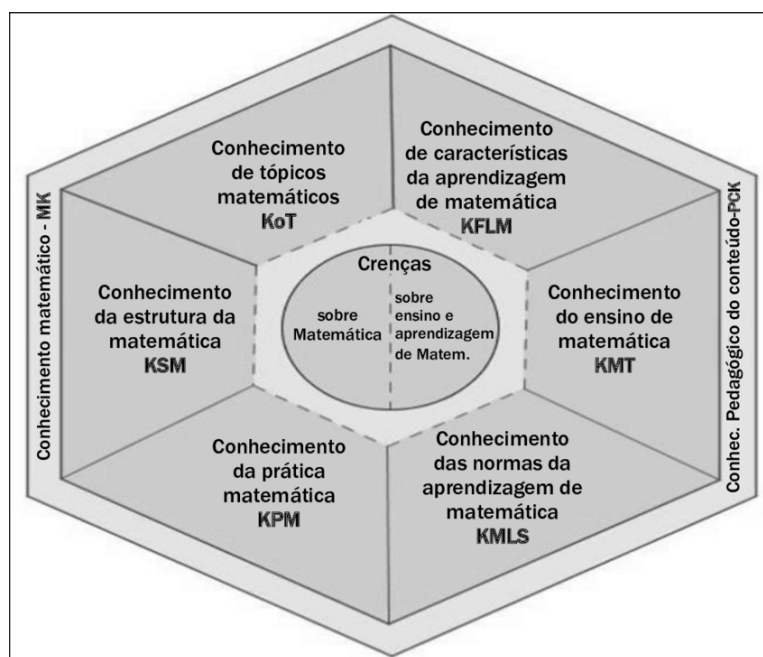 Conhecimento
de tópicos
matemáticos
KoT
Conhecimento
de características
da aprendizagem
de matemática
KFLM
Conhecimento matemático - MK
Conhecimento
da estrutura da
matemática
KSM
Crenças
sobre
Matemática
sobre
ensino e
aprendizagem
de Matem.
Conhecimento
do ensino de
matemática
KMT
Conhec. Pedagógico do conteúdo-PCK
Conhecimento
da prática
matemática
KPM
Conhecimento
das normas da
aprendizagem de
matemática
KMLS